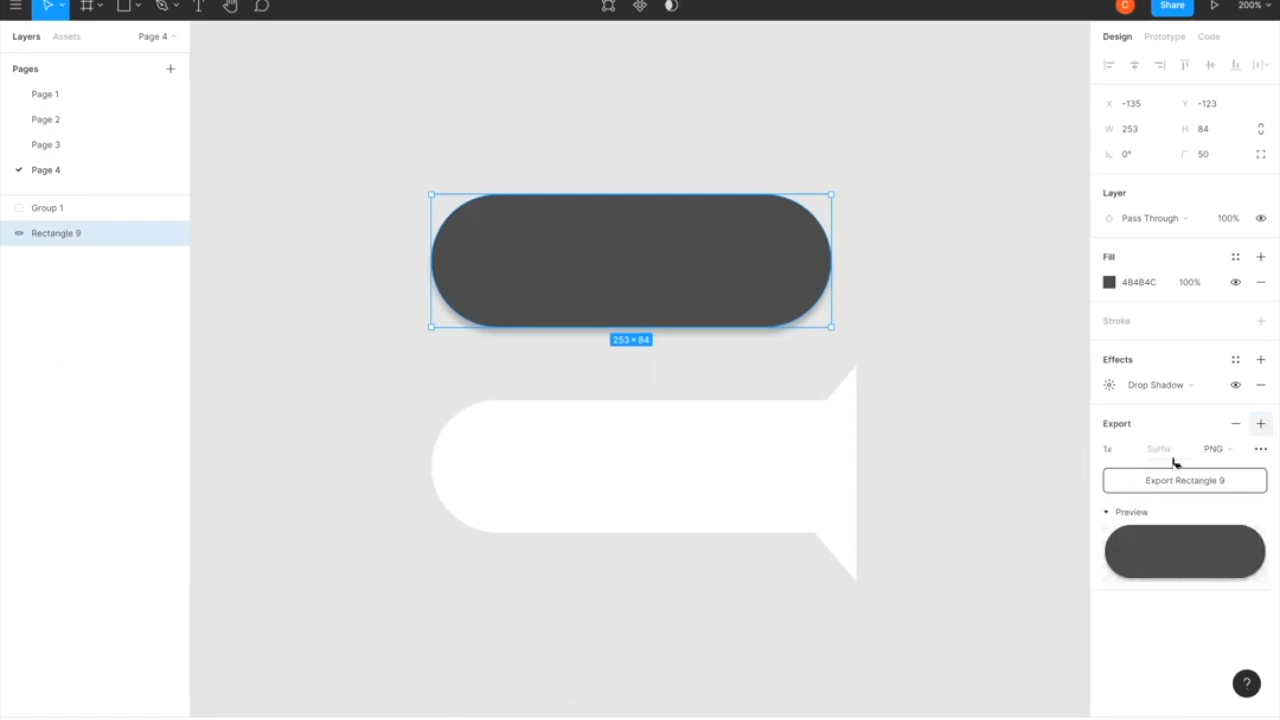 C Share 200%
Layers Assets Page 4
Pages
Page 1
Page 2
Page 3
Page 4
Group 1
Rectangle 9
253 × 84
Design Prototype Code
X -135 Y -123
W 253 H 84
0° 50
Layer
Pass Through 100%
Fill
4B4B4C 100%
Stroke
Effects
Drop Shadow
Export
1x Suffix PNG
Export Rectangle 9
Preview
?